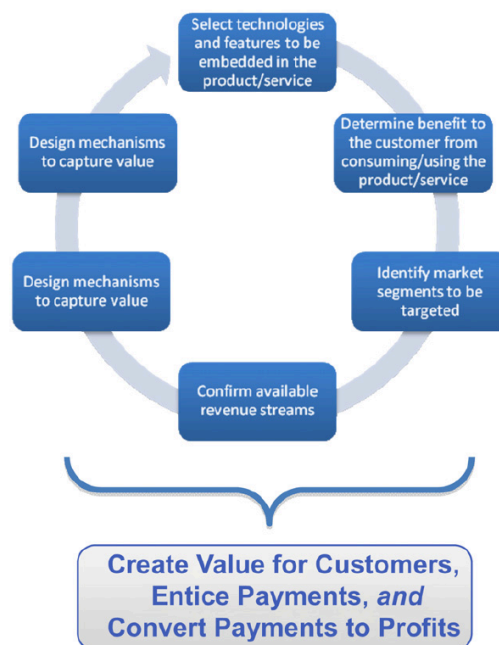 Select technologies
and features to be
embedded in the
product/service
Determine benefit to
the customer from
consuming/using the
product/service
Identify market
segments to be
targeted
Confirm available
revenue streams
Design mechanisms
to capture value
Design mechanisms
to capture value
Create Value for Customers,
Entice Payments, and
Convert Payments to Profits